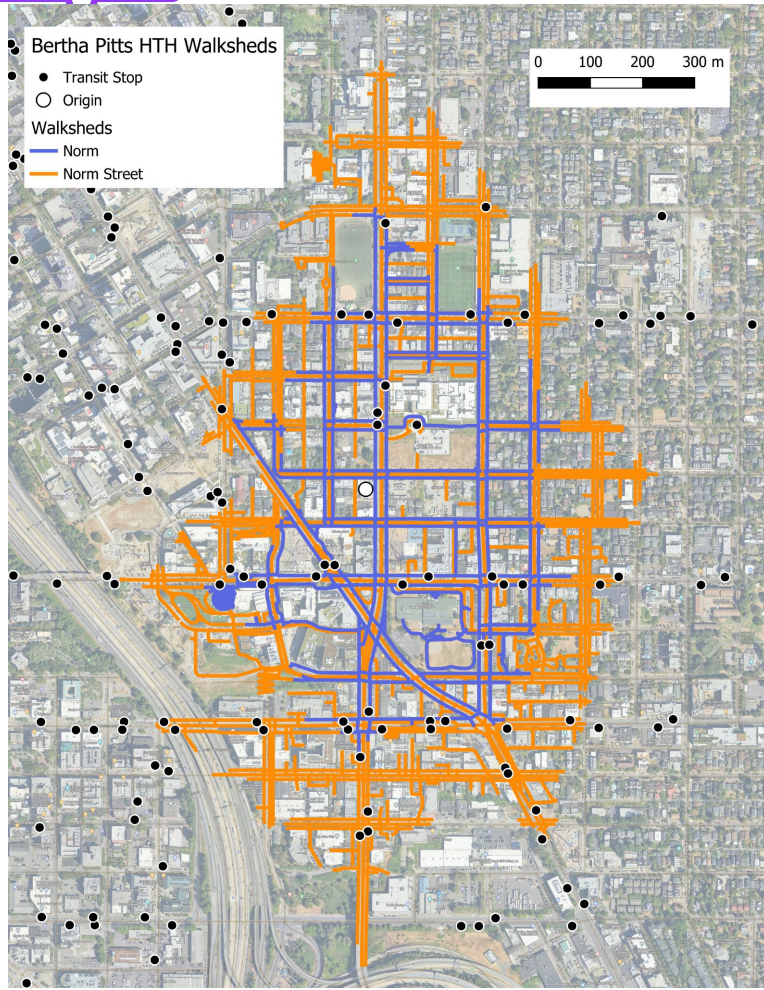 Bertha Pitts HTH Walksheds
Transit Stop
Origin
Walksheds
Norm
Norm Street
0 100 200 300 m